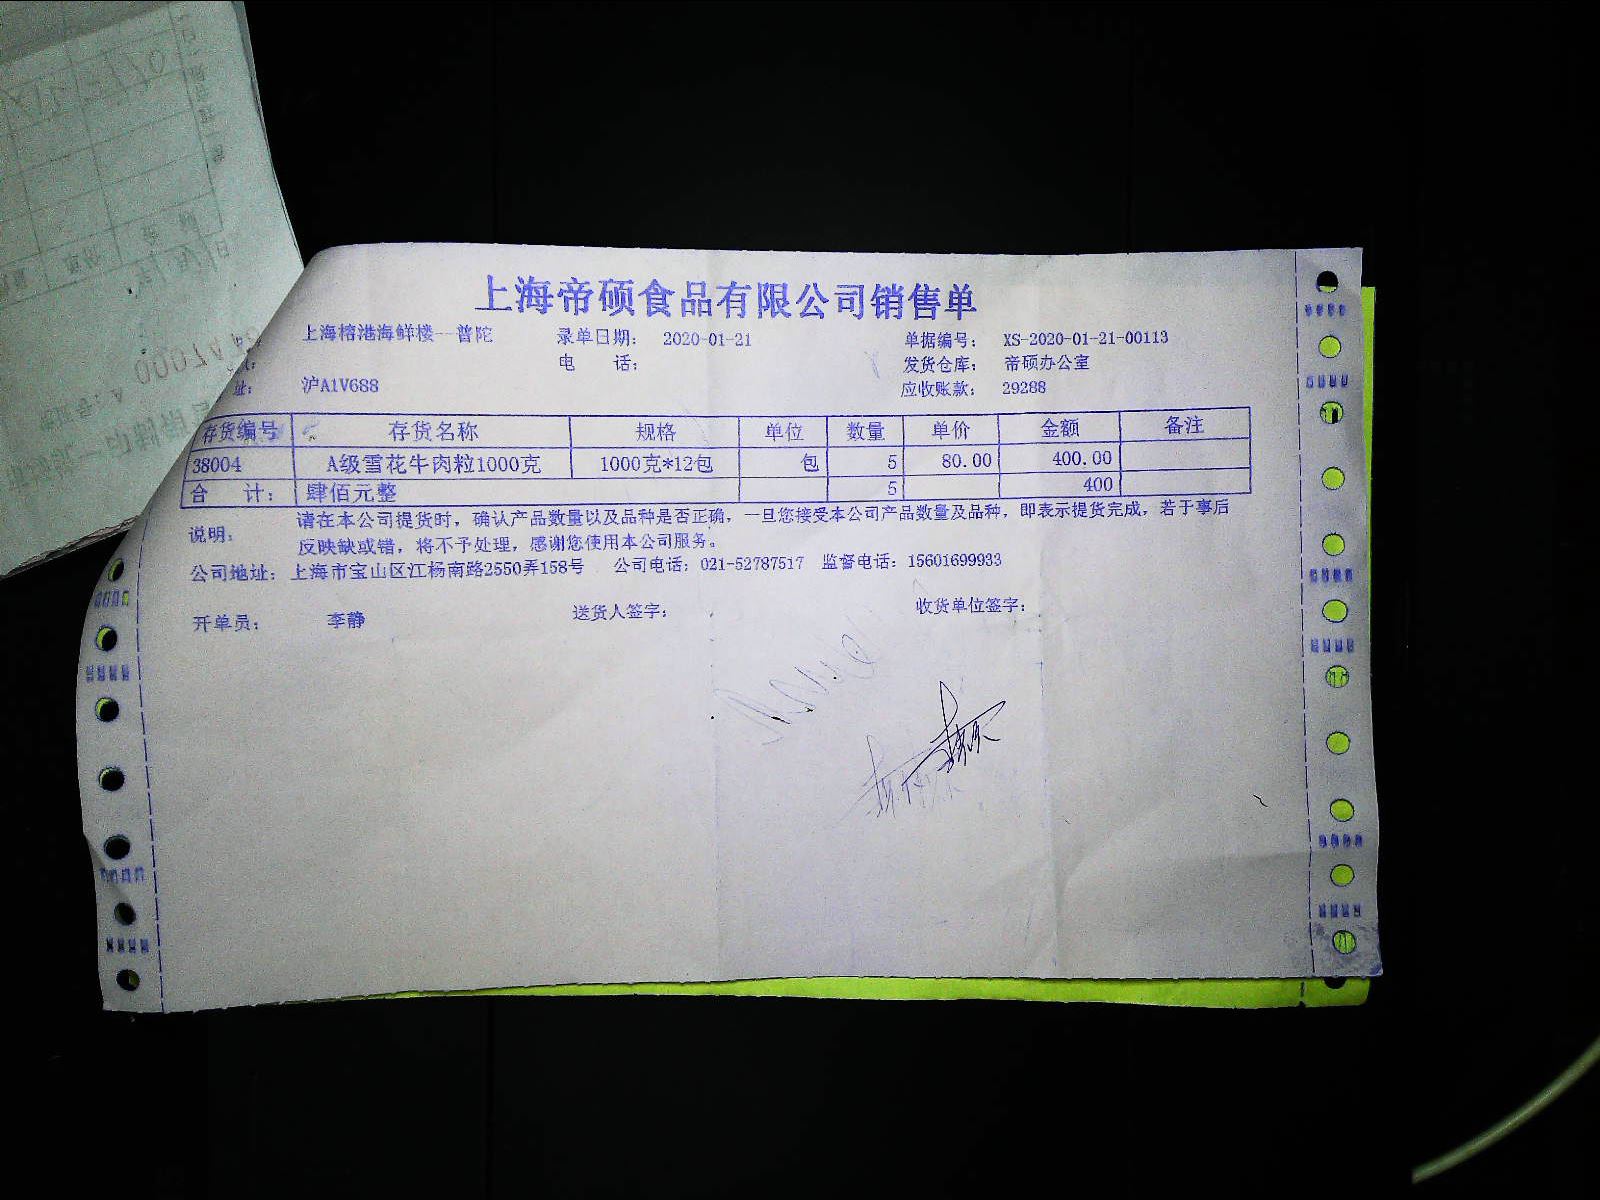 上海帝硕食品有限公司销售单
上海榕港海鲜楼--普陀 录单日期: 2020-01-21 单据编号: XS-2020-01-21-00113
电 话: 发货仓库: 帝硕办公室
址: 沪A1V688 应收账款: 29288
存货编号 存货名称 规格 单位 数量 单价 金额 备注
38004 A级雪花牛肉粒1000克 1000克*12包 包 5 80.00 400.00
合 计: 肆佰元整 5 400
说明: 请在本公司提货时，确认产品数量以及品种是否正确，一旦您接受本公司产品数量及品种，即表示提货完成，若于事后
反映缺或错，将不予处理，感谢您使用本公司服务。
公司地址: 上海市宝山区江杨南路2550弄158号 公司电话: 021-52787517 监督电话: 15601699933
开单员: 李静 送货人签字: 收货单位签字: